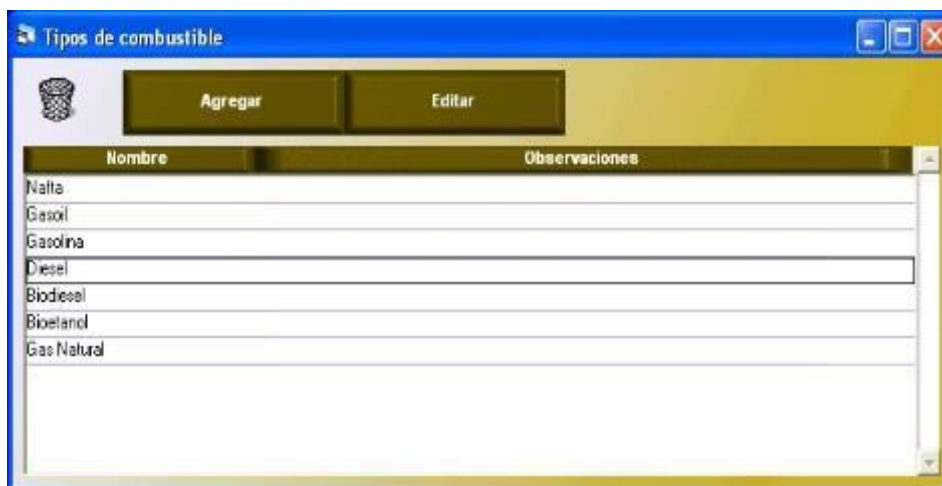 Tipos de combustible
Agregar Editar
Nombre Observaciones
Nafta
Gasoil
Gasolina
Diesel
Biodiesel
Bioetanol
Gas Natural